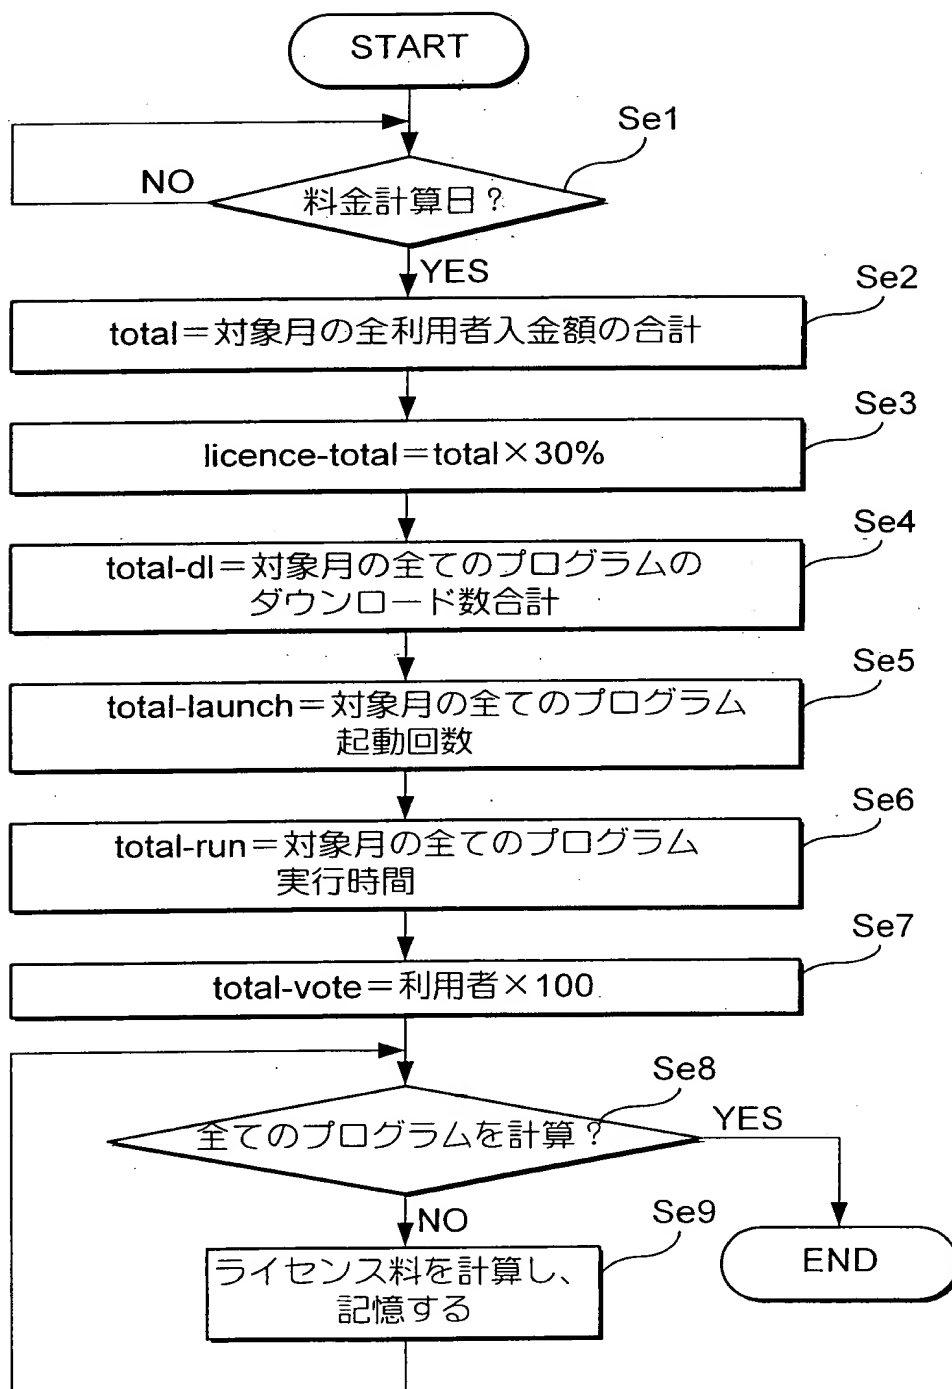 START
Se1
NO
料金計算日？
YES
Se2
total＝対象月の全利用者入金額の合計
Se3
licence-total＝total×30%
Se4
total-dl＝対象月の全てのプログラムの
ダウンロード数合計
Se5
total-launch＝対象月の全てのプログラム
起動回数
Se6
total-run＝対象月の全てのプログラム
実行時間
Se7
total-vote＝利用者×100
Se8
全てのプログラムを計算？
YES
NO
Se9
END
ライセンス料を計算し、
記憶する